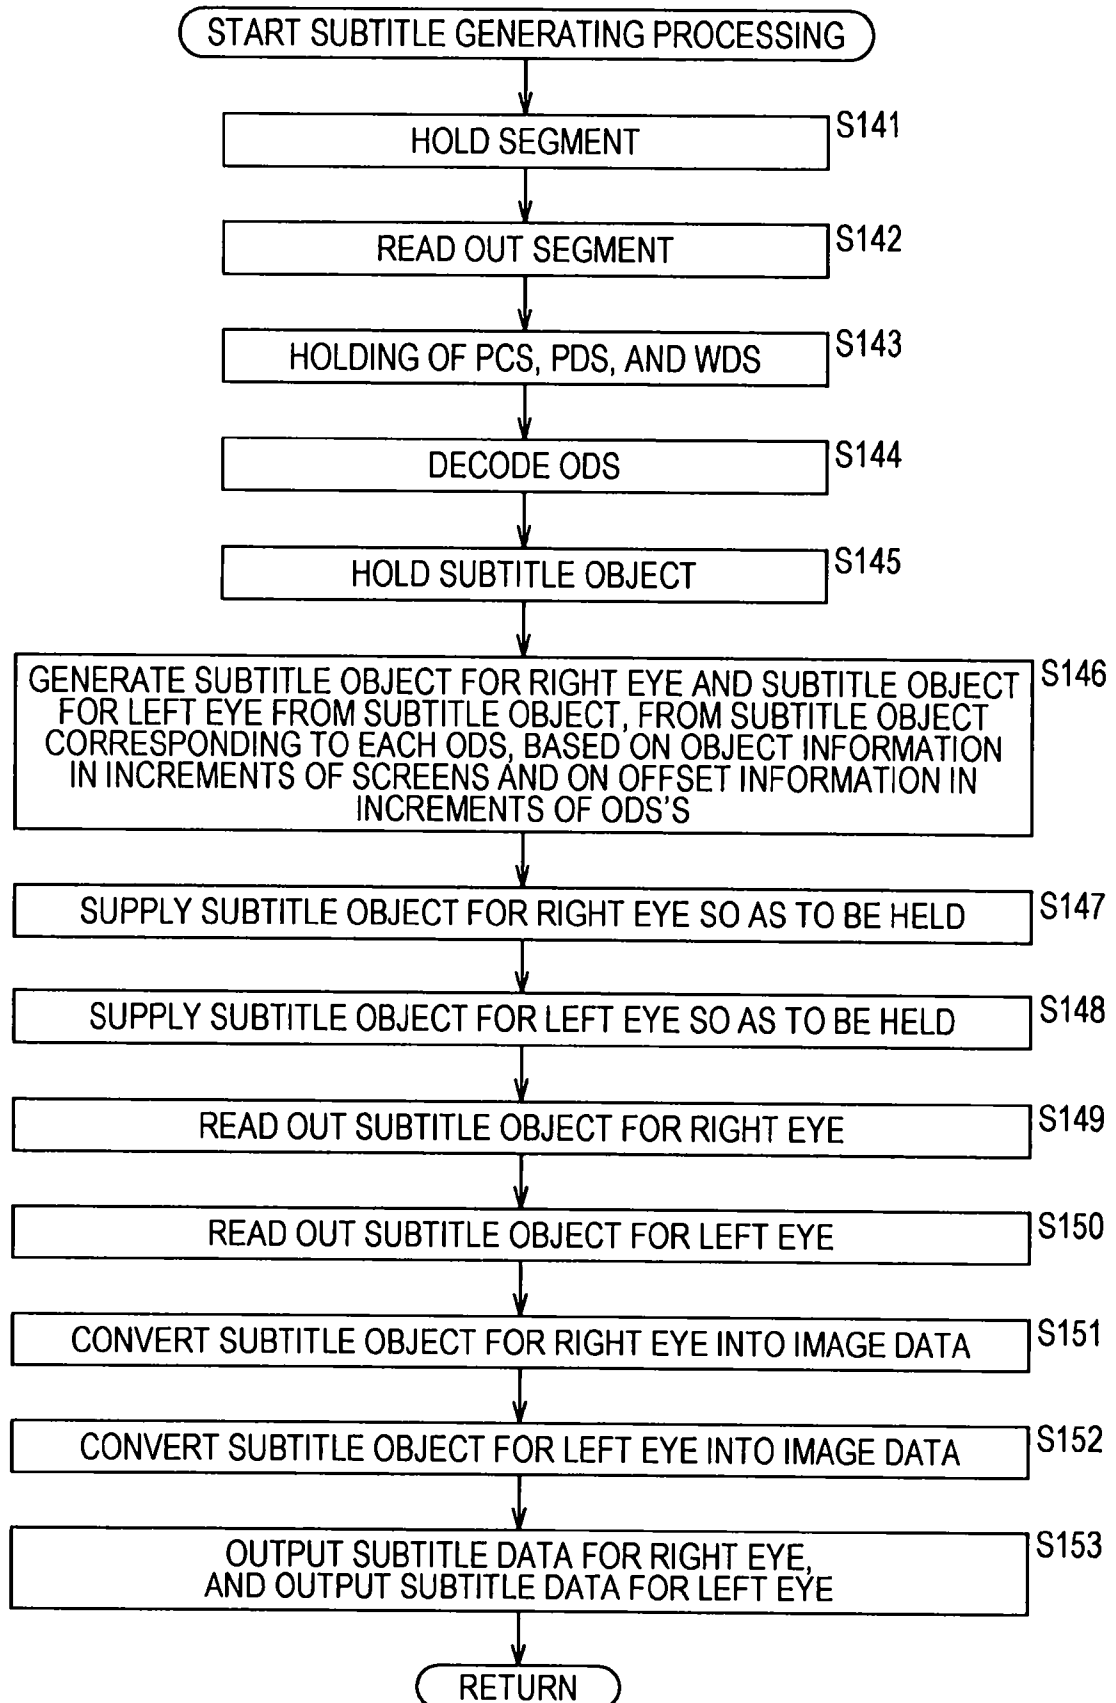 START SUBTITLE GENERATING PROCESSING
HOLD SEGMENT
S141
READ OUT SEGMENT
S142
HOLDING OF PCS, PDS, AND WDS
S143
DECODE ODS
S144
HOLD SUBTITLE OBJECT
S145
GENERATE SUBTITLE OBJECT FOR RIGHT EYE AND SUBTITLE OBJECT
FOR LEFT EYE FROM SUBTITLE OBJECT, FROM SUBTITLE OBJECT
CORRESPONDING TO EACH ODS, BASED ON OBJECT INFORMATION
IN INCREMENTS OF SCREENS AND ON OFFSET INFORMATION IN
INCREMENTS OF ODS'S
S146
SUPPLY SUBTITLE OBJECT FOR RIGHT EYE SO AS TO BE HELD
S147
SUPPLY SUBTITLE OBJECT FOR LEFT EYE SO AS TO BE HELD
S148
READ OUT SUBTITLE OBJECT FOR RIGHT EYE
S149
READ OUT SUBTITLE OBJECT FOR LEFT EYE
S150
CONVERT SUBTITLE OBJECT FOR RIGHT EYE INTO IMAGE DATA
S151
CONVERT SUBTITLE OBJECT FOR LEFT EYE INTO IMAGE DATA
S152
OUTPUT SUBTITLE DATA FOR RIGHT EYE,
AND OUTPUT SUBTITLE DATA FOR LEFT EYE
S153
RETURN